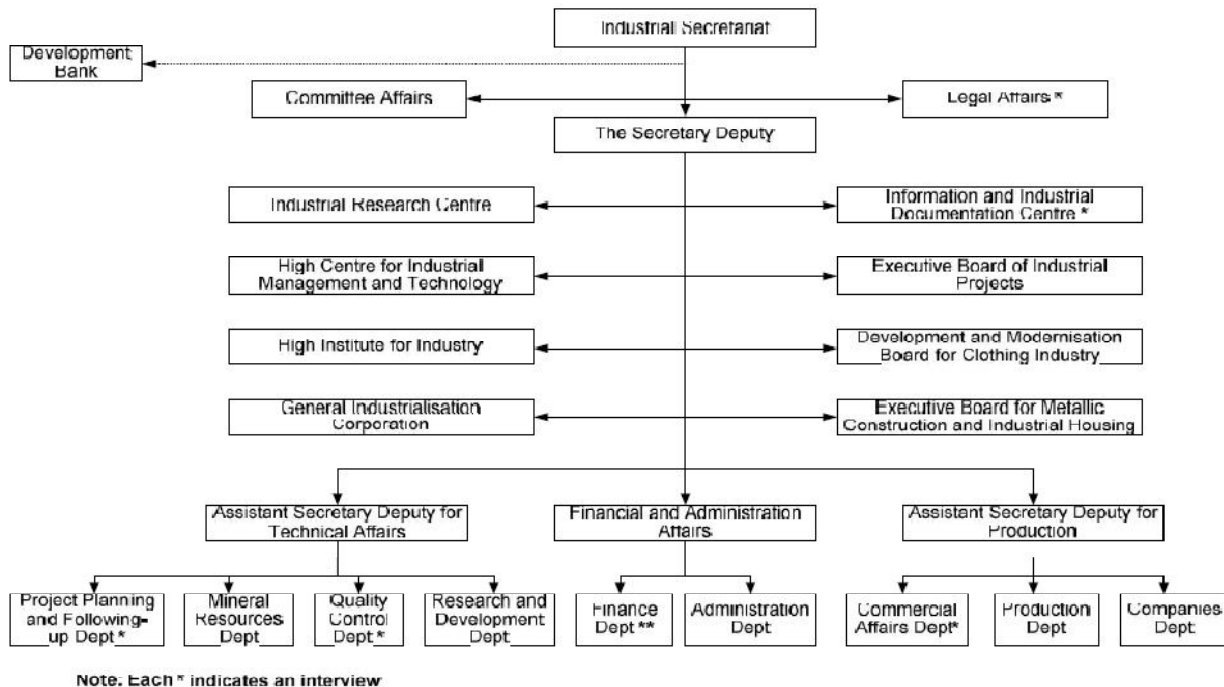 Industrial Secretariat
Development
Bank
Committee Affairs
Legal Affairs *
The Secretary Deputy
Industrial Research Centre
Information and Industrial
Documentation Centre *
High Centre for Industrial
Management and Technology
Executive Board of Industrial
Projects
High Institute for Industry
Development and Modernisation
Board for Clothing Industry
General Industrialisation
Corporation
Executive Board for Metallic
Construction and Industrial Housing
Assistant Secretary Deputy for
Technical Affairs
Financial and Administration
Affairs
Assistant Secretary Deputy for
Production
Project Planning
and Following-
up Dept *
Mineral
Resources
Dept
Quality
Control
Dept *
Research and
Development
Dept
Finance
Dept **
Administration
Dept
Commercial
Affairs Dept*
Production
Dept
Companies
Dept
Note. Each * indicates an interview